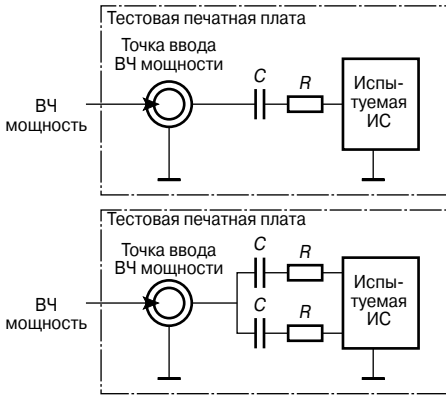 Тестовая печатная плата
Точка ввода
ВЧ мощности
C
R
Испы-
туемая
ИС
ВЧ
мощность
Тестовая печатная плата
Точка ввода
ВЧ мощности
C
R
C
R
Испы-
туемая
ИС
ВЧ
мощность